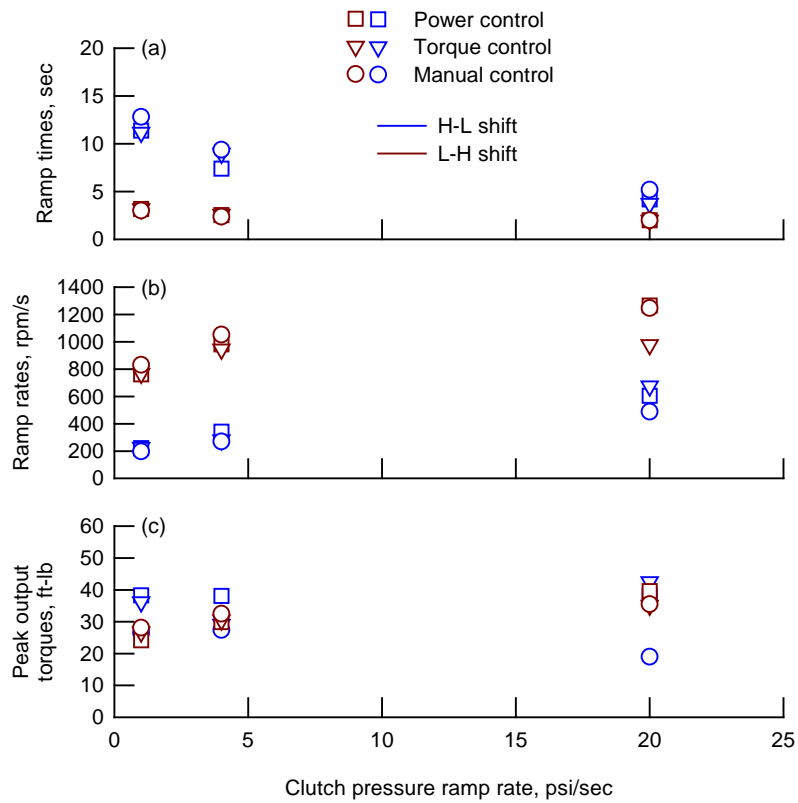 Power control
Torque control
Manual control
H-L shift
L-H shift
(a)
Ramp times, sec
20
15
10
5
0
(b)
Ramp rates, rpm/s
1400
1200
1000
800
600
400
200
0
(c)
Peak output
torques, ft-lb
60
50
40
30
20
10
0
0 5 10 15 20 25
Clutch pressure ramp rate, psi/sec